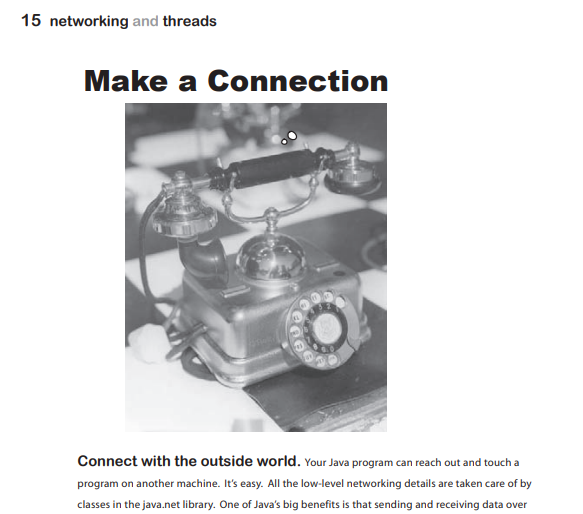 15 networking and threads
Make a Connection
Connect with the outside world. Your Java program can reach out and touch a
program on another machine. It's easy. All the low-level networking details are taken care of by
classes in the java.net library. One of Java's big benefits is that sending and receiving data over